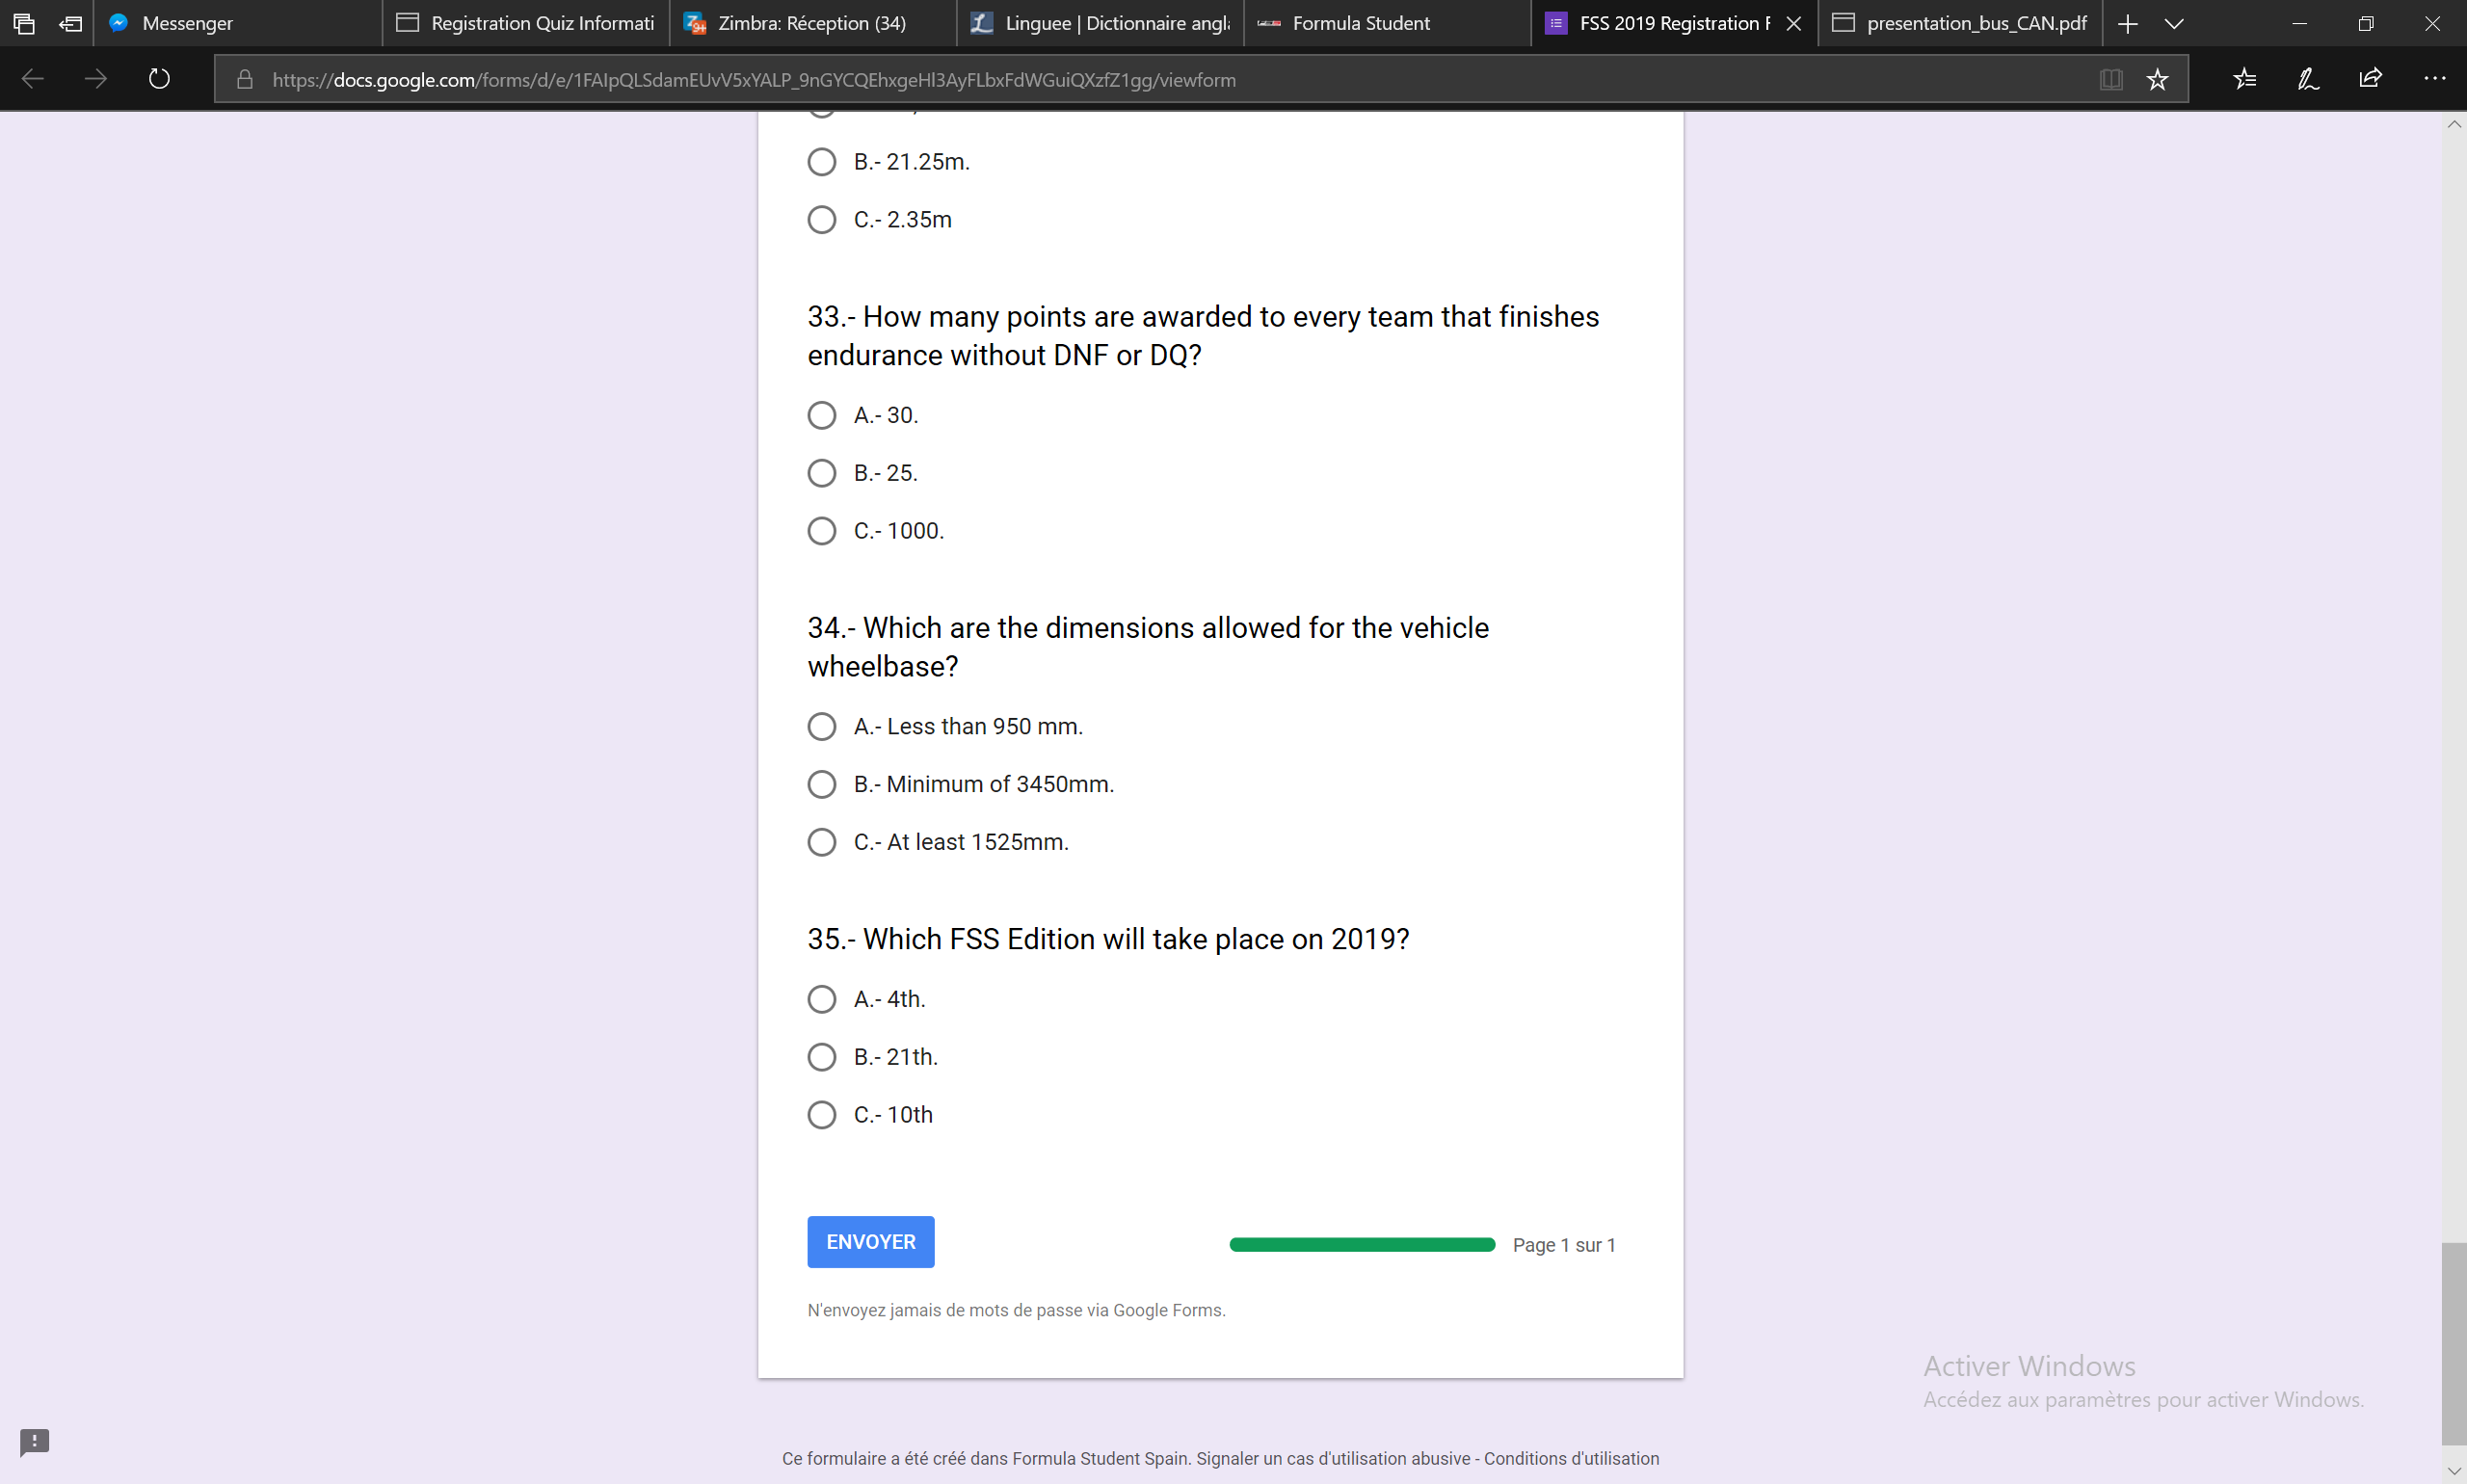 Messenger
Registration Quiz Informati
Zimbra: Réception (34)
Linguee | Dictionnaire angl
Formula Student
FSS 2019 Registration F
presentation_bus_CAN.pdf
https://docs.google.com/forms/d/e/1FAIpQLSdamEUvV5xYALP_9nGYCQEhxgeHl3AyFLbxFdWGuiQXzfZ1gg/viewform
B.- 21.25m.
C.- 2.35m
33.- How many points are awarded to every team that finishes
endurance without DNF or DQ?
A.- 30.
B.- 25.
C.- 1000.
34.- Which are the dimensions allowed for the vehicle
wheelbase?
A.- Less than 950 mm.
B.- Minimum of 3450mm.
C.- At least 1525mm.
35.- Which FSS Edition will take place on 2019?
A.- 4th.
B.- 21th.
C.- 10th
ENVOYER
Page 1 sur 1
N'envoyez jamais de mots de passe via Google Forms.
Activer Windows
Accédez aux paramètres pour activer Windows.
Ce formulaire a été créé dans Formula Student Spain. Signaler un cas d'utilisation abusive - Conditions d'utilisation